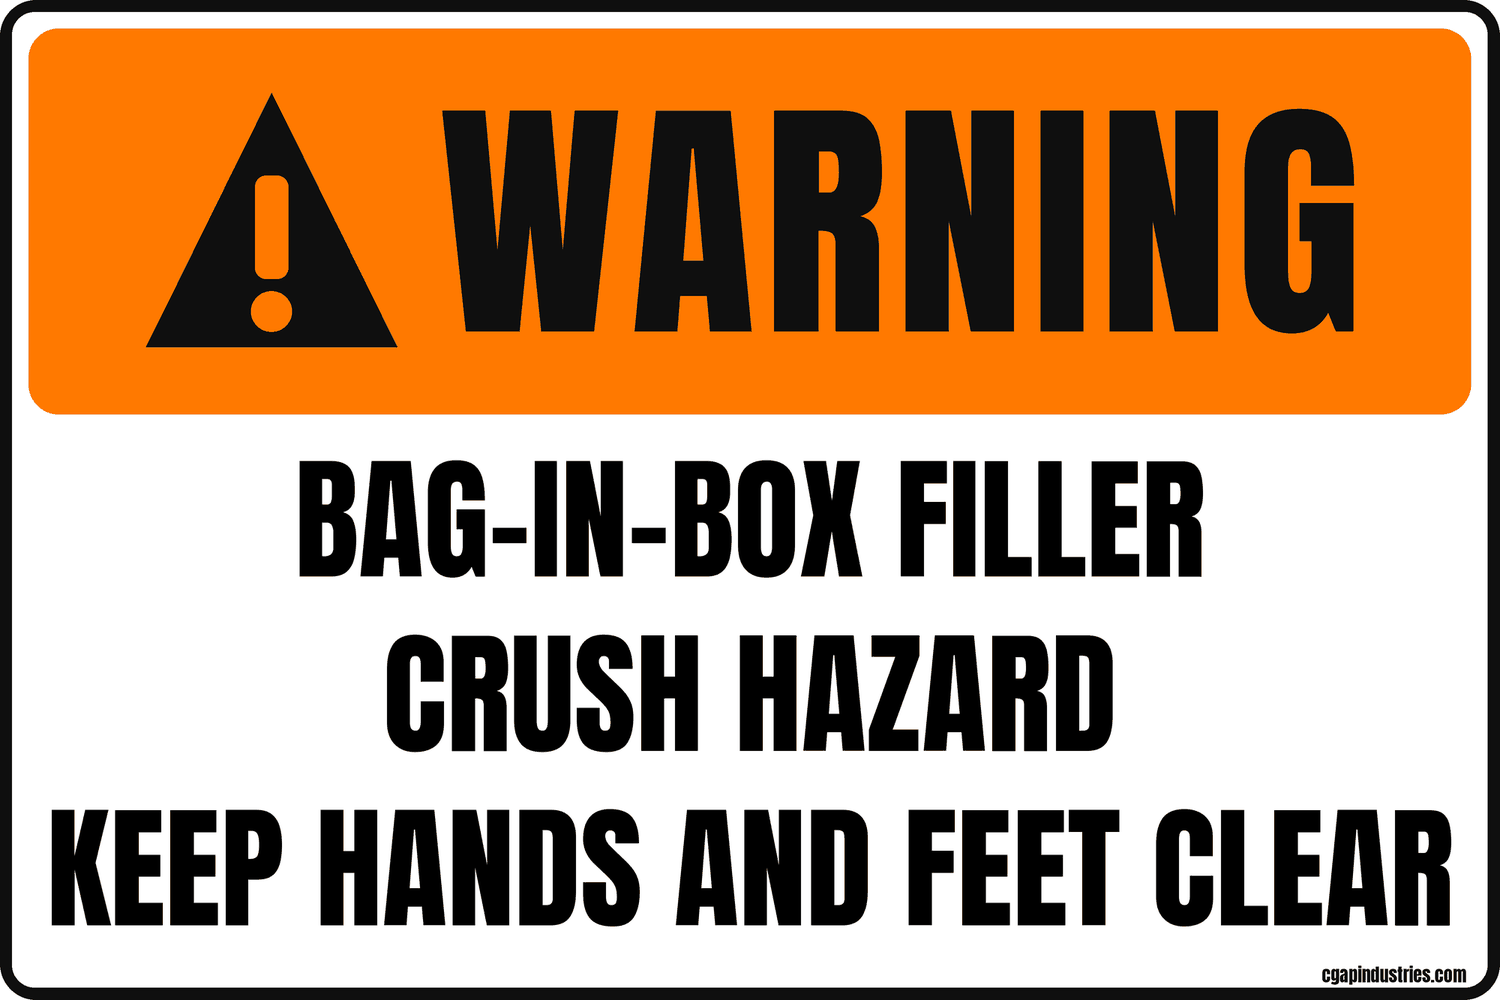 WARNING
BAG-IN-BOX FILLER
CRUSH HAZARD
KEEP HANDS AND FEET CLEAR
cgapindustries.com